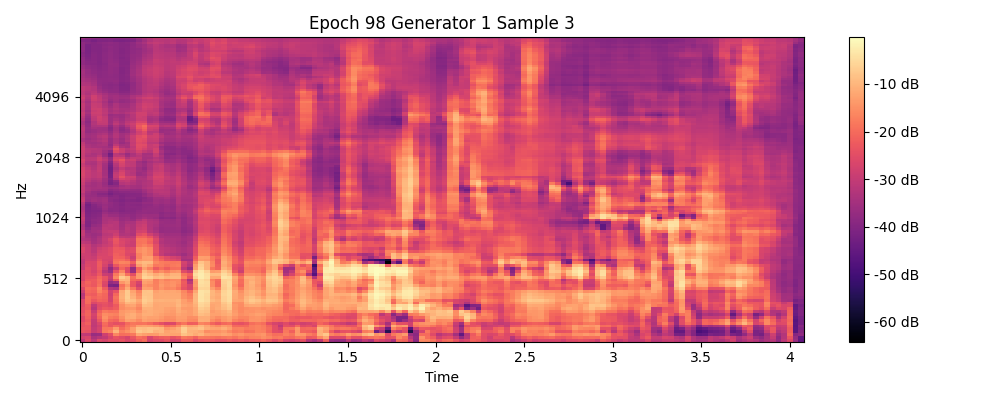 Epoch 98 Generator 1 Sample 3
Hz
4096
2048
1024
512
0
0 0.5 1 1.5 2 2.5 3 3.5 4
Time
-10 dB
-20 dB
-30 dB
-40 dB
-50 dB
-60 dB